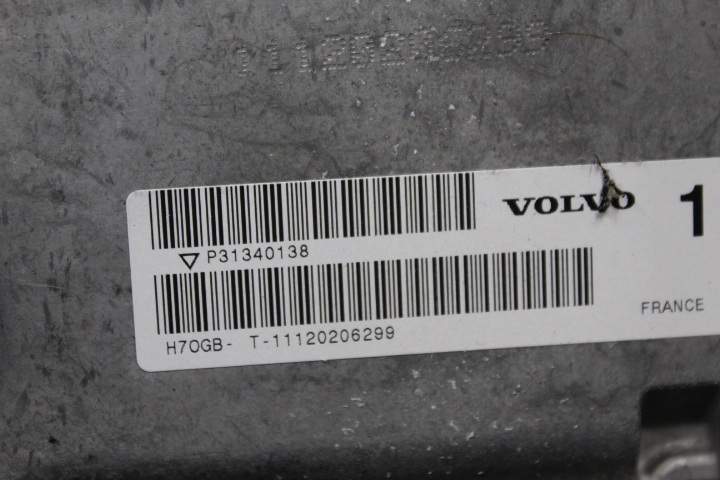 VOLVO 1
▽ P31340138
FRANCE
H70GB- T-11120206299